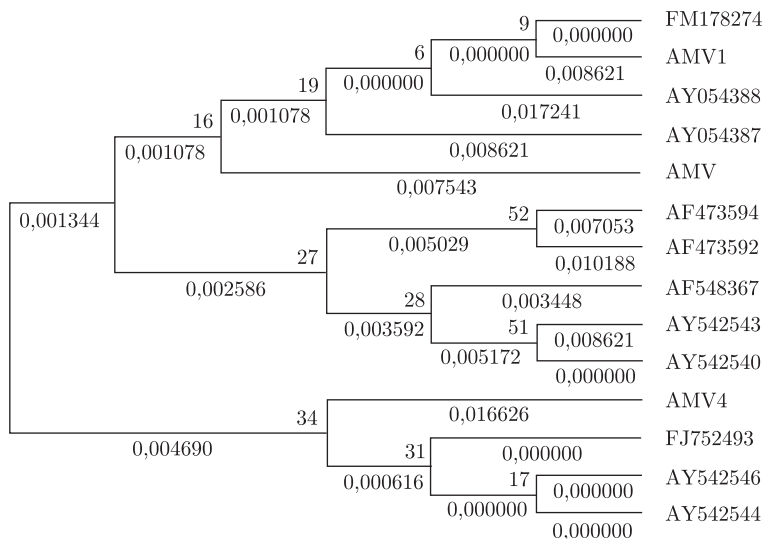 9 FM178274
0,000000
6 0,000000 AMV1
0,008621
19 0,000000 AY054388
0,017241
16 0,001078 AY054387
0,001078 0,008621
AMV
0,007543
52 AF473594
0,001344 0,007053
0,005029 AF473592
27 0,010188
0,002586 AF548367
28 0,003448
0,003592 51 AY542543
0,008621
0,005172 AY542540
0,000000
34 AMV4
0,016626
0,004690 31 FJ752493
0,000000
0,000616 17 AY542546
0,000000
0,000000 AY542544
0,000000